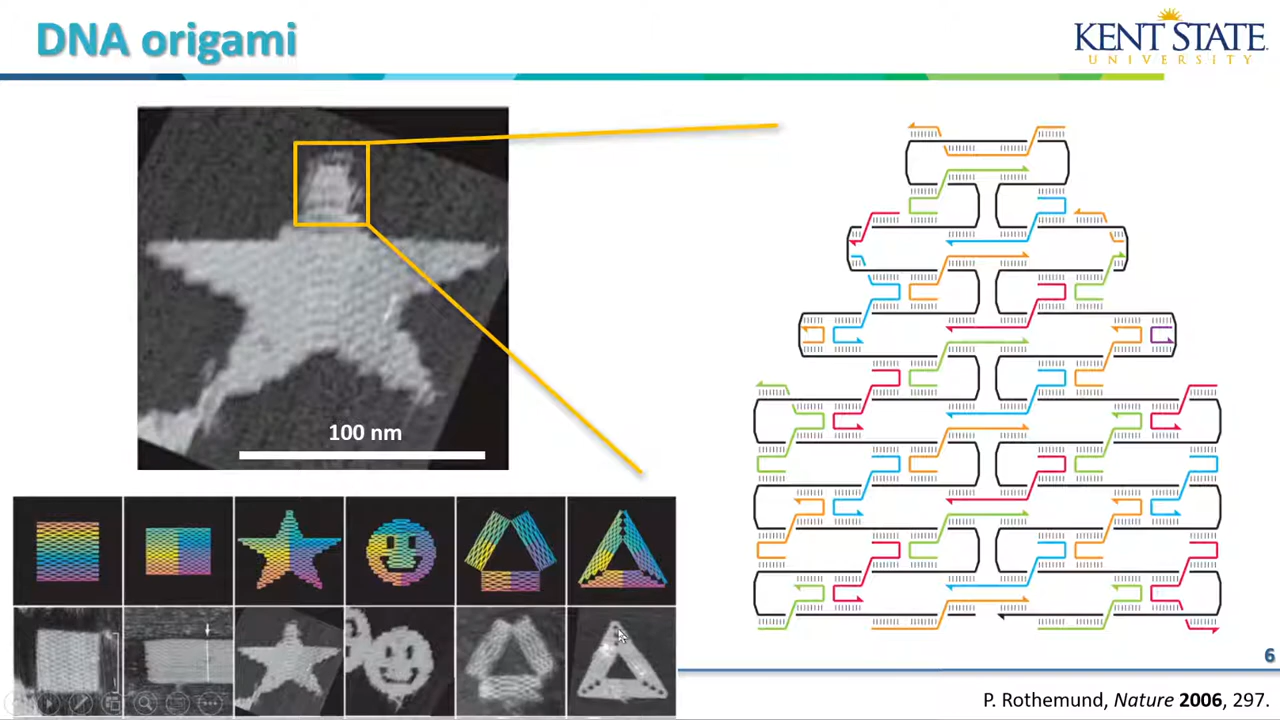 DNA origami
KENT STATE
UNIVERSITY
100 nm
6
P. Rothemund, Nature 2006, 297.